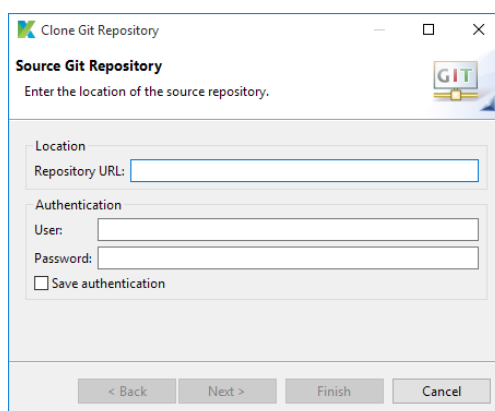 Clone Git Repository
Source Git Repository
Enter the location of the source repository.
GIT
Location
Repository URL:
Authentication
User:
Password:
Save authentication
< Back Next > Finish Cancel